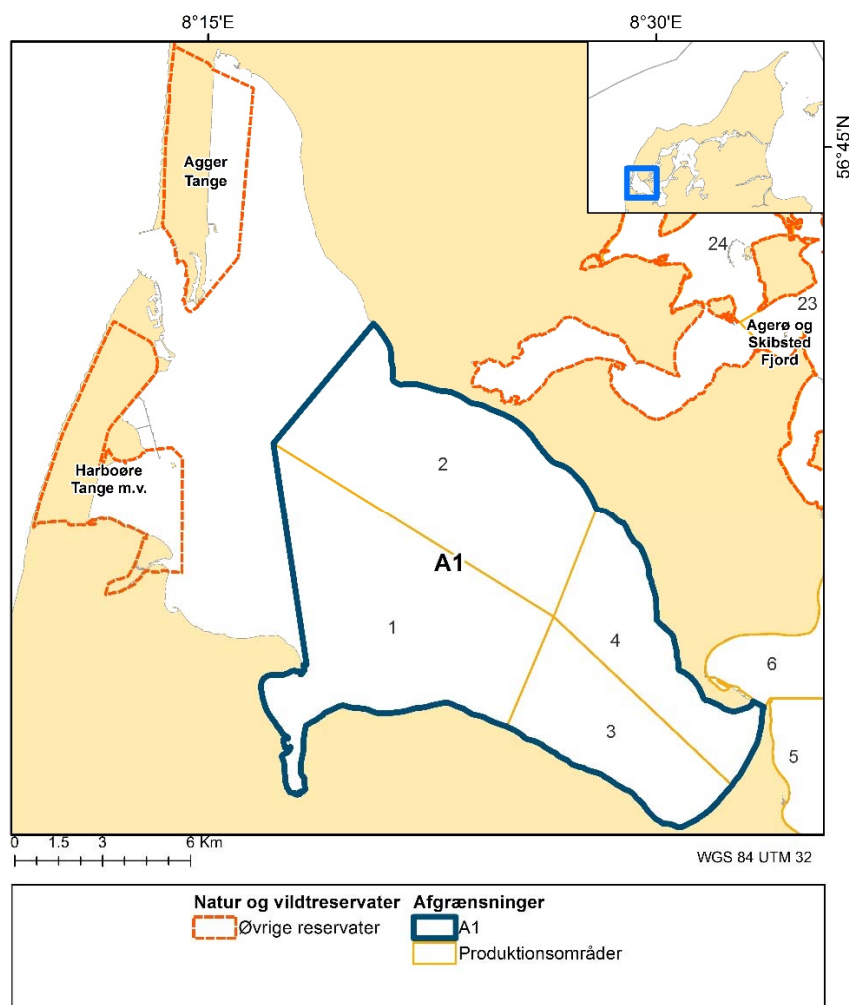 8°15'E
8°30'E
56°45'N
Agger
Tange
24
23
Agerø og
Skibsted
Fjord
Harboøre
Tange m.v.
2
A1
1
4
6
3
5
0 1.5 3 6 Km
WGS 84 UTM 32
Natur og vildtreservater
Øvrige reservater
Afgrænsninger
A1
Produktionsområder